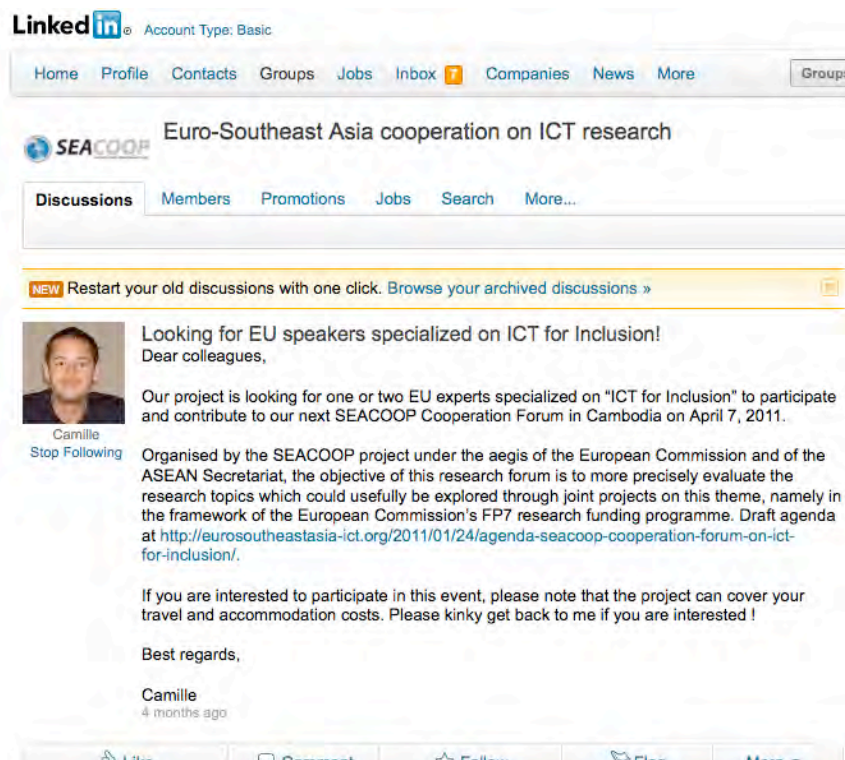 Linked in ® Account Type: Basic
Home Profile Contacts Groups Jobs Inbox 7 Companies News More Groups
SEACOOP Euro-Southeast Asia cooperation on ICT research
Discussions Members Promotions Jobs Search More...
NEW Restart your old discussions with one click. Browse your archived discussions »
Looking for EU speakers specialized on ICT for Inclusion!
Dear colleagues,
Our project is looking for one or two EU experts specialized on “ICT for Inclusion” to participate
and contribute to our next SEACOOP Cooperation Forum in Cambodia on April 7, 2011.
Camille
Stop Following
Organised by the SEACOOP project under the aegis of the European Commission and of the
ASEAN Secretariat, the objective of this research forum is to more precisely evaluate the
research topics which could usefully be explored through joint projects on this theme, namely in
the framework of the European Commission’s FP7 research funding programme. Draft agenda
at http://eurosoutheastasia-ict.org/2011/01/24/agenda-seacoop-cooperation-forum-on-ict-
for-inclusion/.
If you are interested to participate in this event, please note that the project can cover your
travel and accommodation costs. Please kinky get back to me if you are interested !
Best regards,
Camille
4 months ago
Like Comment Follow Flag More